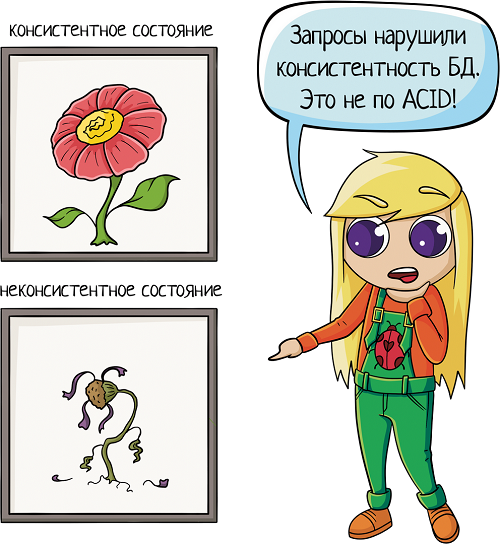 консистентное состояние
Запросы нарушили
консистентность БД.
Это не по ACID!
неконсистентное состояние